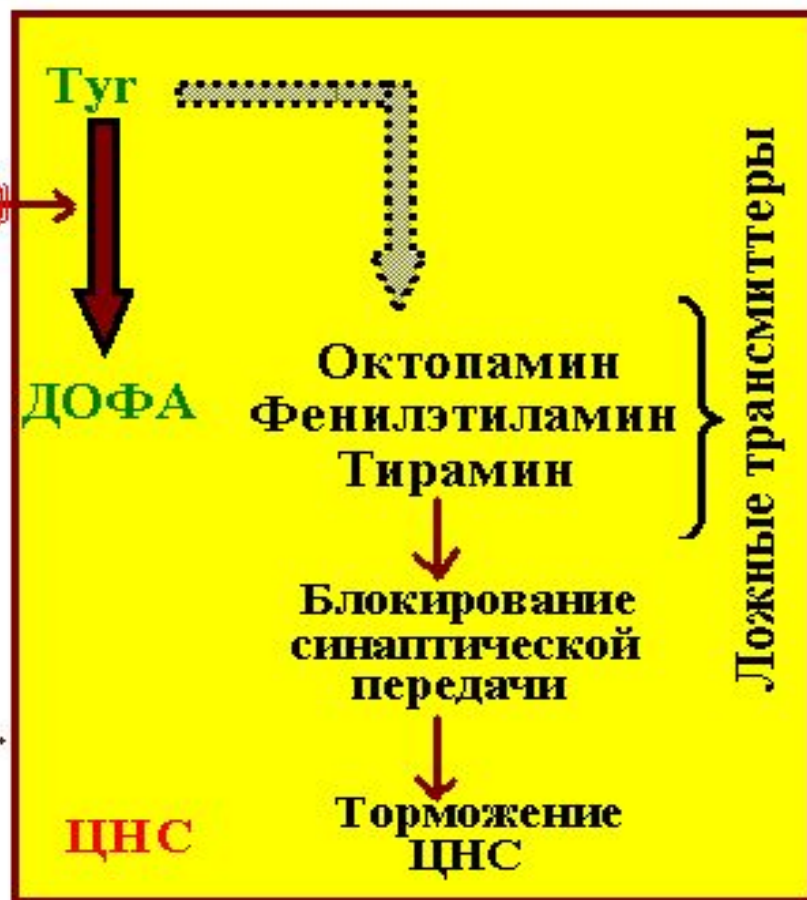 Tyr
ДОФА
Октопамин
Фенилэтиламин
Тирамин
Ложные трансмиттеры
Блокирование
синаптической
передачи
Торможение
ЦНС
ЦНС